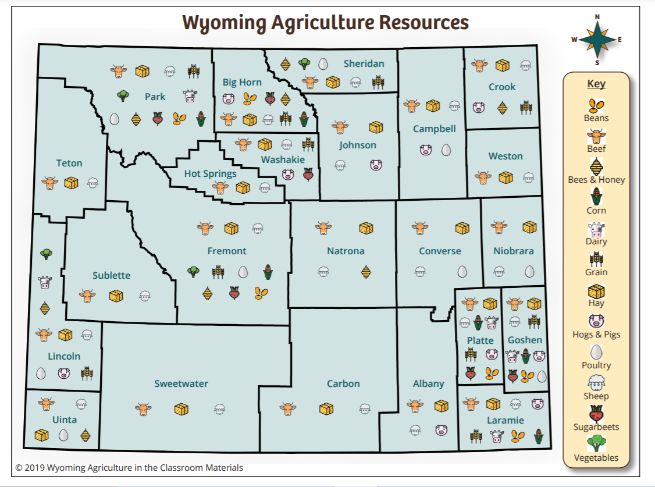 Wyoming Agriculture Resources
N
W
E
S
Sheridan
Park
Big Horn
Crook
Campbell
Johnson
Washakie
Weston
Teton
Hot Springs
Fremont
Natrona
Converse
Niobrara
Sublette
Lincoln
Platte
Goshen
Sweetwater
Carbon
Albany
Uinta
Laramie
Key
Beans
Beef
Bees & Honey
Corn
Dairy
Grain
Hay
Hogs & Pigs
Poultry
Sheep
Sugarbeets
Vegetables
© 2019 Wyoming Agriculture in the Classroom Materials